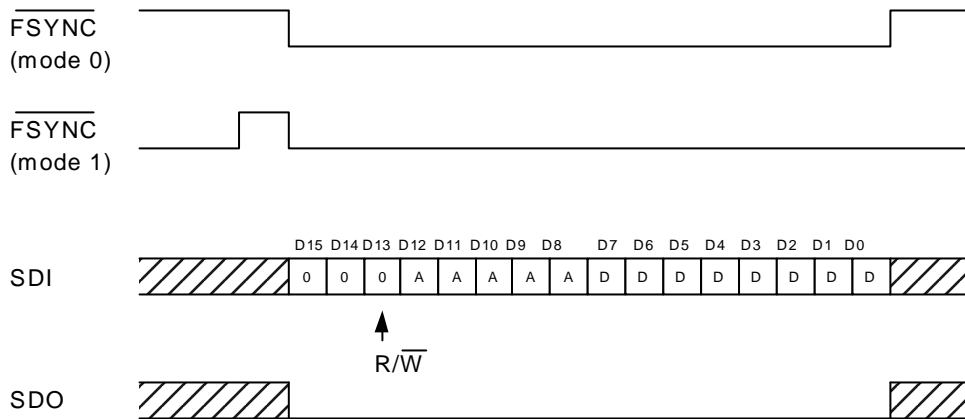 FSYNC
(mode 0)
FSYNC
(mode 1)
D15 D14 D13 D12 D11 D10 D9 D8 D7 D6 D5 D4 D3 D2 D1 D0
SDI 0 0 0 A A A A A D D D D D D D D
R/W
SDO